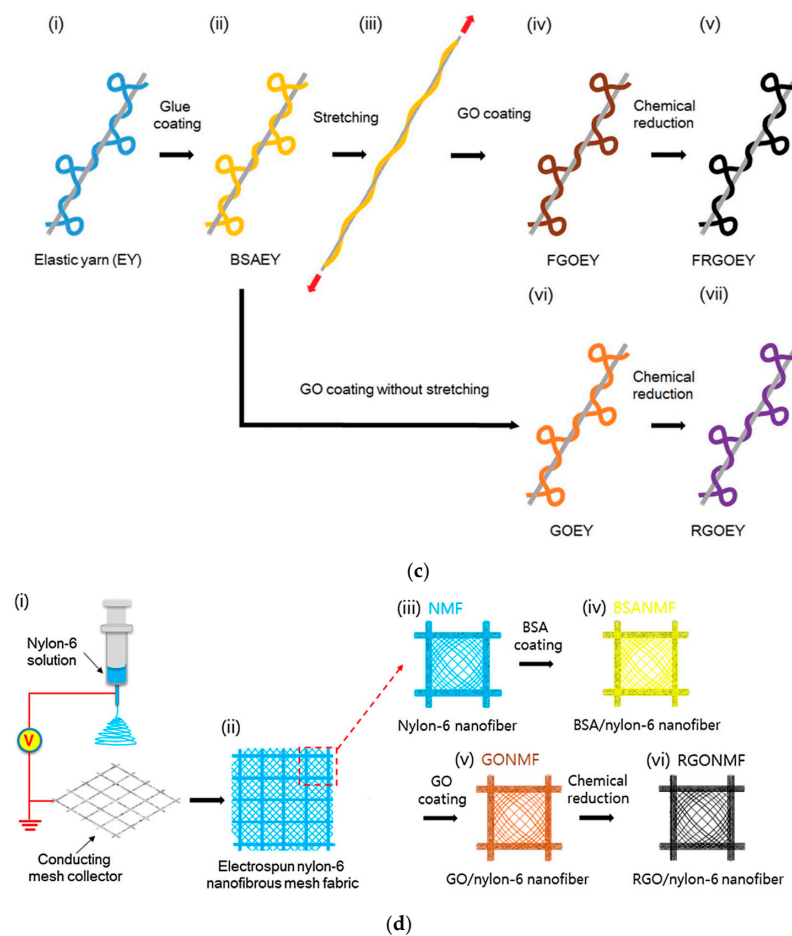 (i)
(ii)
(iii)
(iv)
(v)
Glue
coating
Stretching
GO coating
Chemical
reduction
Elastic yarn (EY)
BSAEY
FGOEY
FRGOEY
(vi)
(vii)
GO coating without stretching
Chemical
reduction
GOEY
RGOEY
(c)
(i)
Nylon-6
solution
V
Conducting
mesh collector
(ii)
Electrospun nylon-6
nanofibrous mesh fabric
(iii) NMF
BSA
coating
(iv) BSANMF
Nylon-6 nanofiber
BSA/nylon-6 nanofiber
GO
coating
(v) GONMF
Chemical
reduction
(vi) RGONMF
GO/nylon-6 nanofiber
RGO/nylon-6 nanofiber
(d)